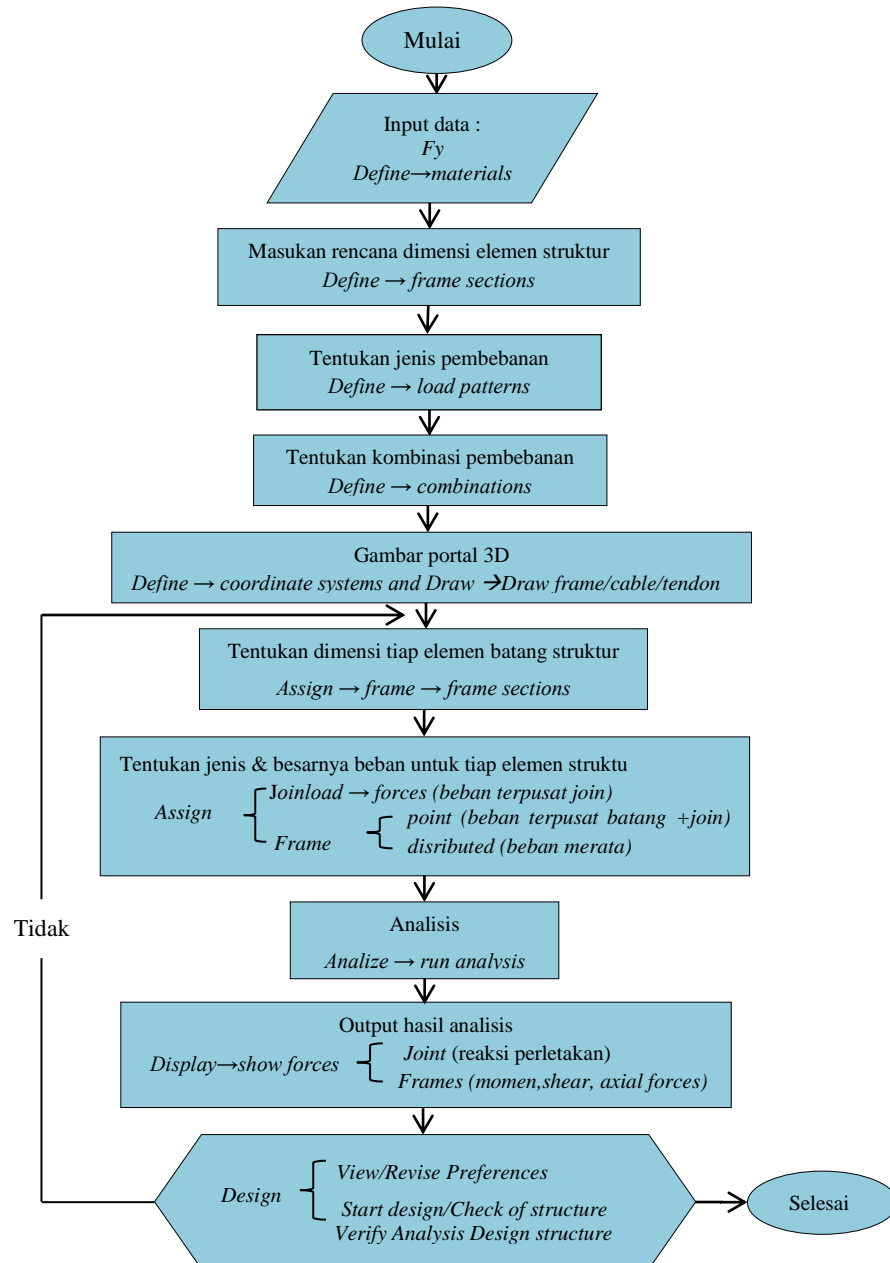 Mulai
Input data :
Fy
Define→materials
Masukan rencana dimensi elemen struktur
Define → frame sections
Tentukan jenis pembebanan
Define → load patterns
Tentukan kombinasi pembebanan
Define → combinations
Gambar portal 3D
Define → coordinate systems and Draw →Draw frame/cable/tendon
Tentukan dimensi tiap elemen batang struktur
Assign → frame → frame sections
Tentukan jenis & besarnya beban untuk tiap elemen struktu
Assign
Joinload → forces (beban terpusat join)
Frame
point (beban terpusat batang +join)
disributed (beban merata)
Tidak
Analisis
Analize → run analysis
Output hasil analisis
Display→show forces
Joint (reaksi perletakan)
Frames (momen,shear, axial forces)
Design
View/Revise Preferences
Start design/Check of structure
Verify Analysis Design structure
Selesai